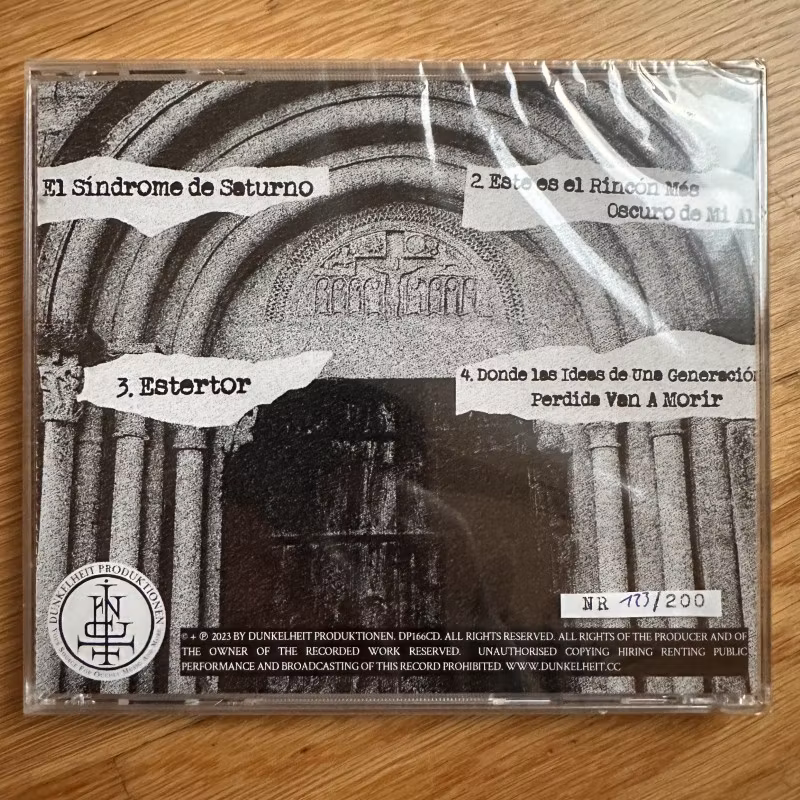 El Síndrome de Saturno
2. Este es el Rincón Más
Oscuro de Mi Al
3. Estertor
4. Donde las Ideas de Una Generación
Perdida Van A Morir
NR 123/200
DUNKELHEIT PRODUKTIONEN
© + ℗ 2023 BY DUNKELHEIT PRODUKTIONEN. DP166CD. ALL RIGHTS RESERVED. ALL RIGHTS OF THE PRODUCER AND OF
THE OWNER OF THE RECORDED WORK RESERVED. UNAUTHORISED COPYING HIRING RENTING PUBLIC
PERFORMANCE AND BROADCASTING OF THIS RECORD PROHIBITED. WWW.DUNKELHEIT.CC